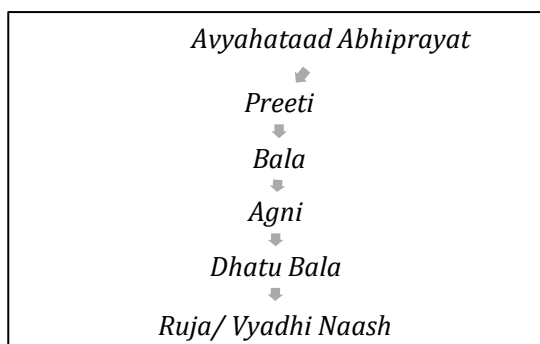 Avyahataad Abhiprayat
Preeti
Bala
Agni
Dhatu Bala
Ruja/ Vyadhi Naash